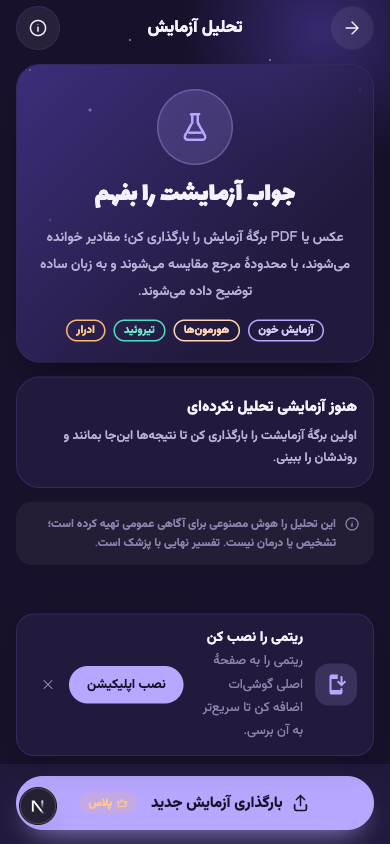 تحلیل آزمایش
جواب آزمایشت را بفهم
عکس یا PDF برگهٔ آزمایش را بارگذاری کن؛ مقادیر خوانده
می‌شوند، با محدودهٔ مرجع مقایسه می‌شوند و به زبان ساده
توضیح داده می‌شوند.
آزمایش خون
هورمون‌ها
تیروئید
ادرار
هنوز آزمایشی تحلیل نکرده‌ای
اولین برگهٔ آزمایشت را بارگذاری کن تا نتیجه‌ها این‌جا بمانند و
روندشان را ببینی.
این تحلیل را هوش مصنوعی برای آگاهی عمومی تهیه کرده است؛
تشخیص یا درمان نیست. تفسیر نهایی با پزشک است.
ریتمی را نصب کن
ریتمی را به صفحهٔ
اصلی گوشی‌ات
اضافه کن تا سریع‌تر
به آن برسی.
نصب اپلیکیشن
بارگذاری آزمایش جدید
پلاس
N